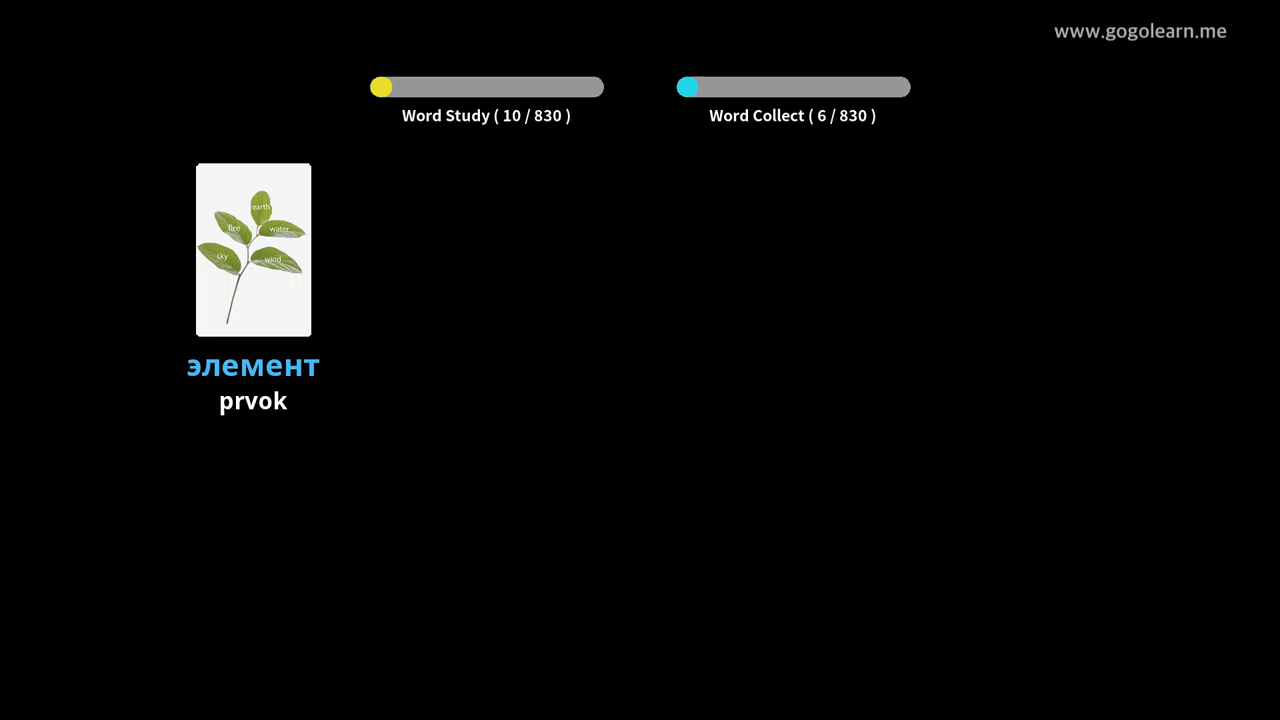 www.gogolearn.me
Word Study ( 10 / 830 )
Word Collect ( 6 / 830 )
earth
fire
water
sky
wind
элемент
prvok